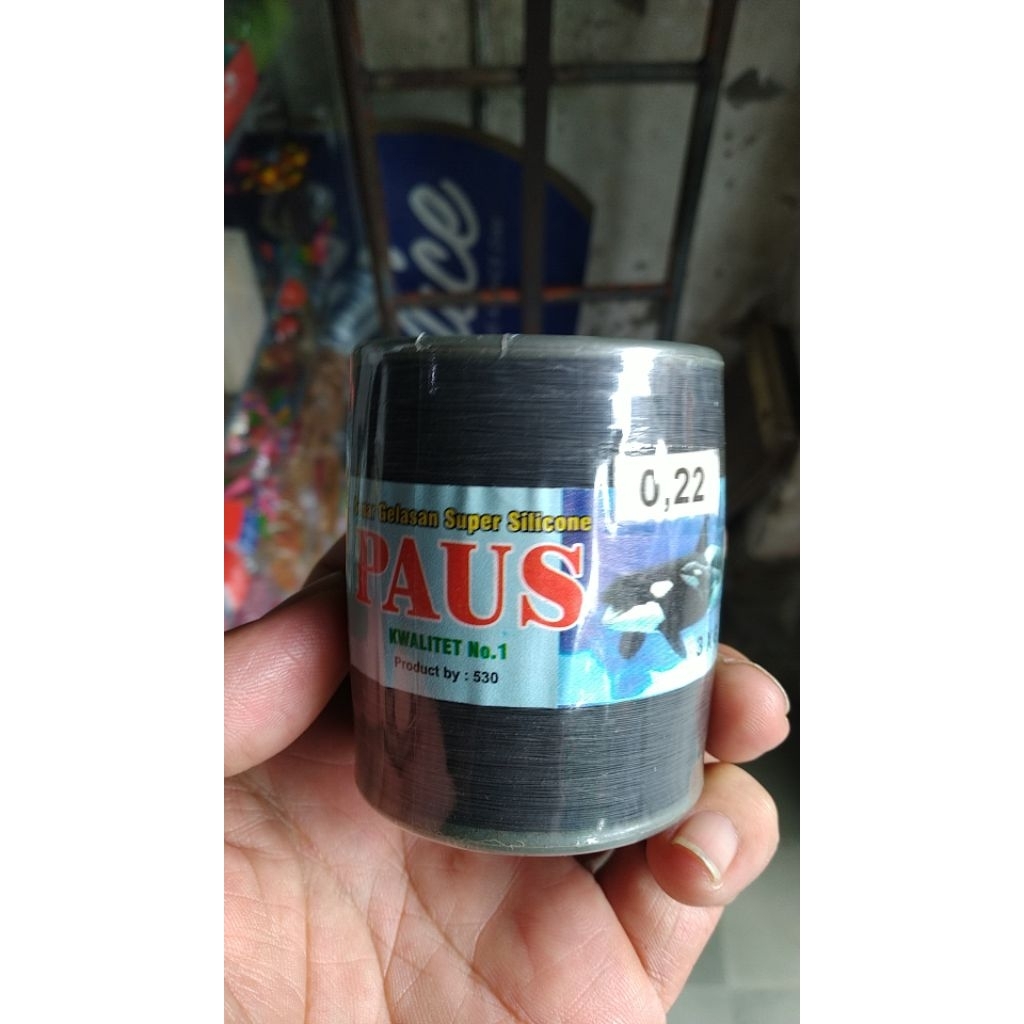 0,22
Gelasan Super Silicone
PAUS
KWALITET No.1
Product by : 530